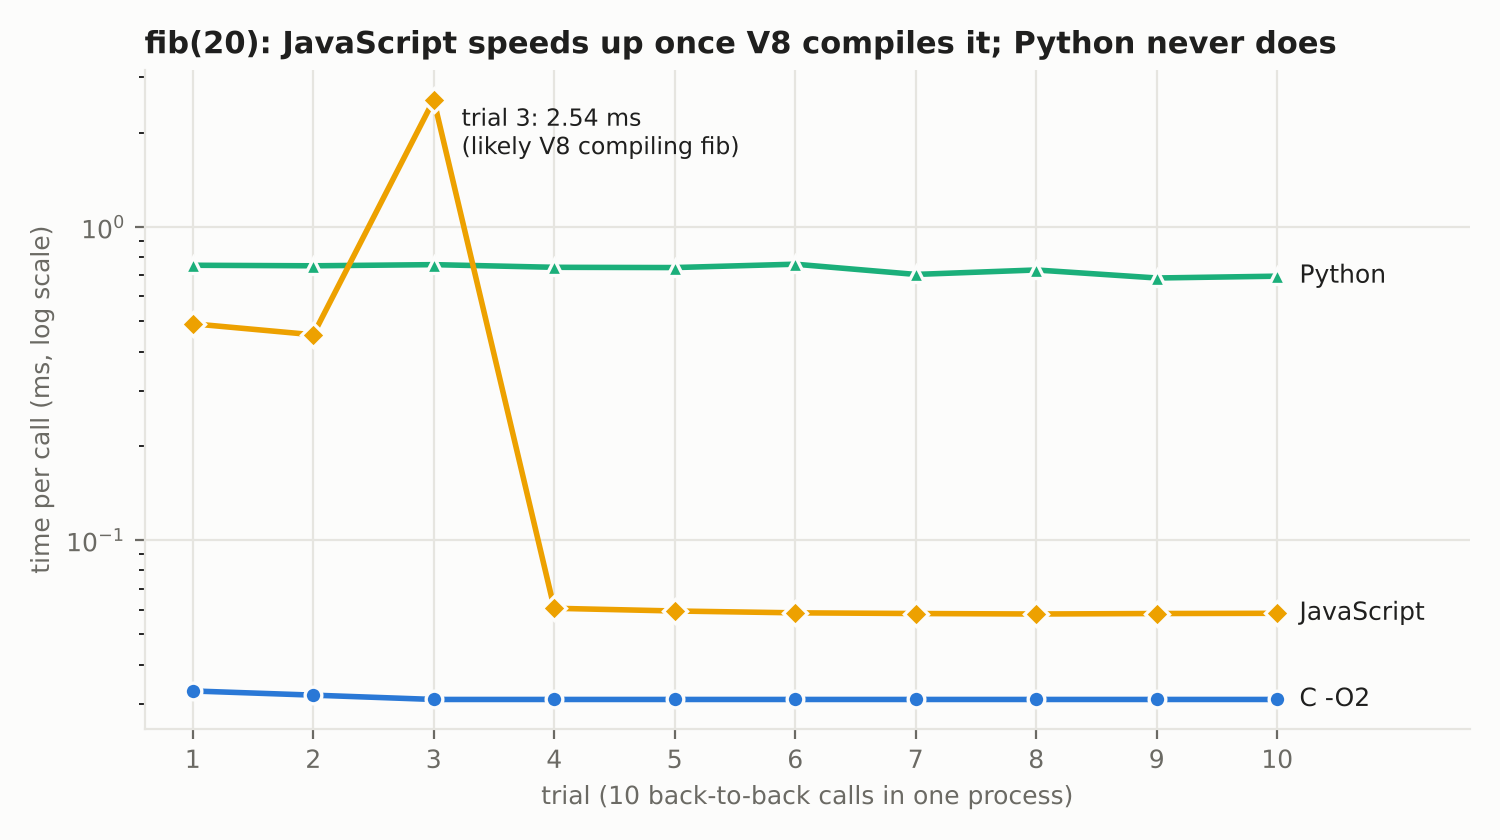 fib(20): JavaScript speeds up once V8 compiles it; Python never does
trial 3: 2.54 ms
(likely V8 compiling fib)
time per call (ms, log scale)
10⁰
10⁻¹
Python
JavaScript
C -O2
1 2 3 4 5 6 7 8 9 10
trial (10 back-to-back calls in one process)